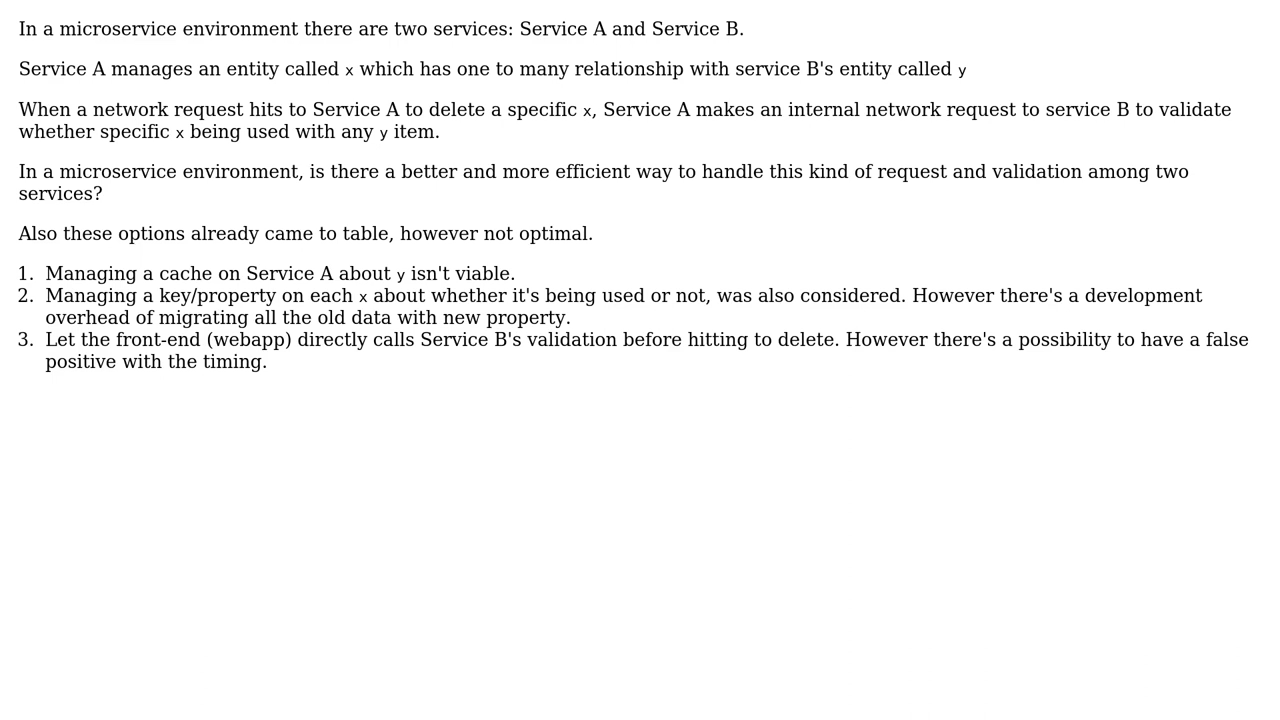 In a microservice environment there are two services: Service A and Service B.
Service A manages an entity called x which has one to many relationship with service B's entity called y
When a network request hits to Service A to delete a specific x, Service A makes an internal network request to service B to validate
whether specific x being used with any y item.
In a microservice environment, is there a better and more efficient way to handle this kind of request and validation among two
services?
Also these options already came to table, however not optimal.
1. Managing a cache on Service A about y isn't viable.
2. Managing a key/property on each x about whether it's being used or not, was also considered. However there's a development
overhead of migrating all the old data with new property.
3. Let the front-end (webapp) directly calls Service B's validation before hitting to delete. However there's a possibility to have a false
positive with the timing.